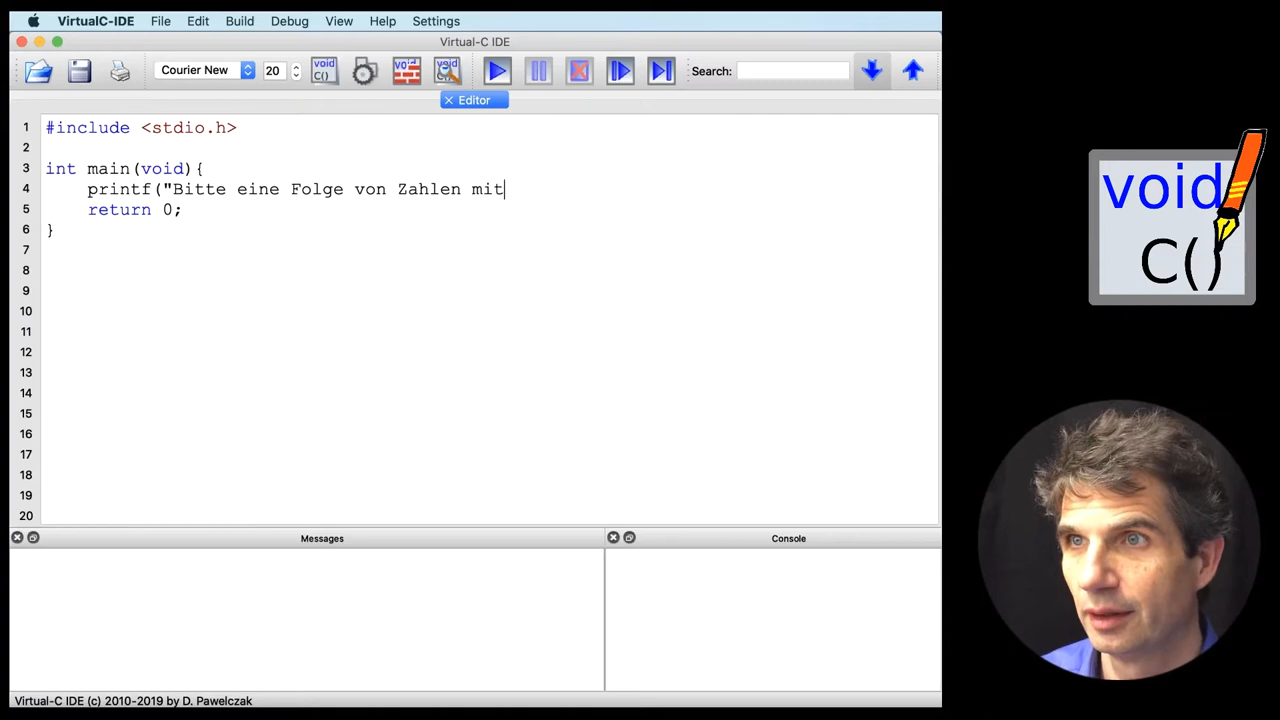 VirtualC-IDE File Edit Build Debug View Help Settings
Virtual-C IDE
Courier New 20 void C() void void C() Search:
Editor
1 #include <stdio.h>
2
3 int main(void){
4 printf("Bitte eine Folge von Zahlen mit
5 return 0;
6 }
7
8
9
10
11
12
13
14
15
16
17
18
19
20
Messages
Console
Virtual-C IDE (c) 2010-2019 by D. Pawelczak
void
C()